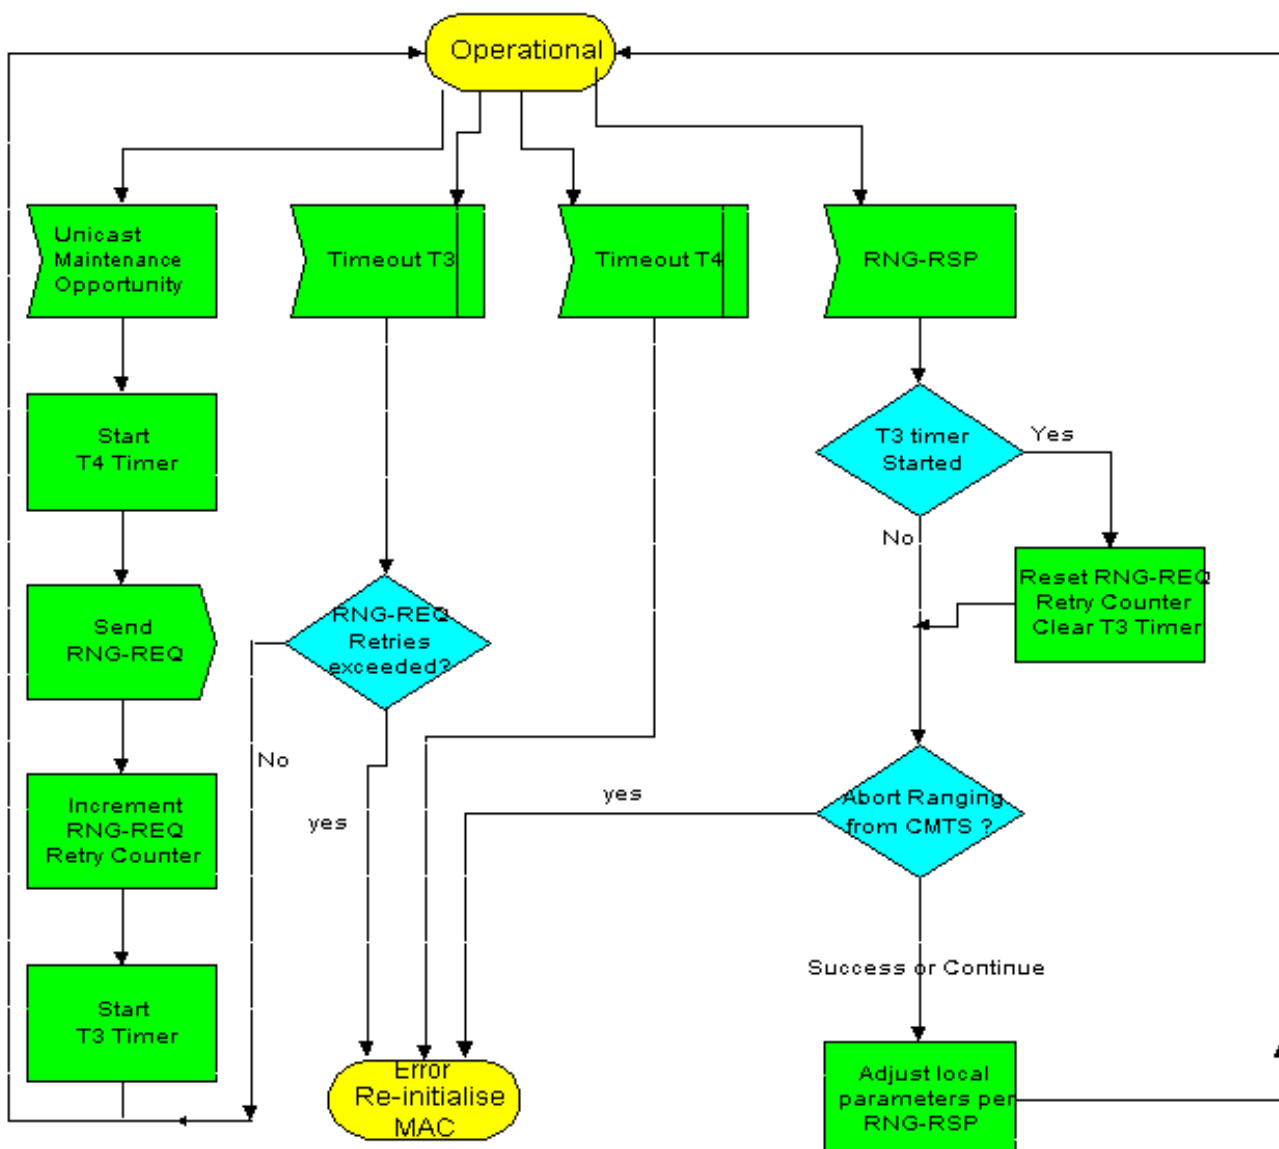 Operational
Unicast
Maintenance
Opportunity
Timeout T3
Timeout T4
RNG-RSP
Start
T4 Timer
T3 timer
Started
Yes
No
Reset RNG-REQ
Retry Counter
Clear T3 Timer
Send
RNG-REQ
RNG-REQ
Retries
exceeded?
No
yes
Increment
RNG-REQ
Retry Counter
yes
Abort Ranging
from CMTS ?
Success or Continue
Start
T3 Timer
Error
Re-initialise
MAC
Adjust local
parameters per
RNG-RSP